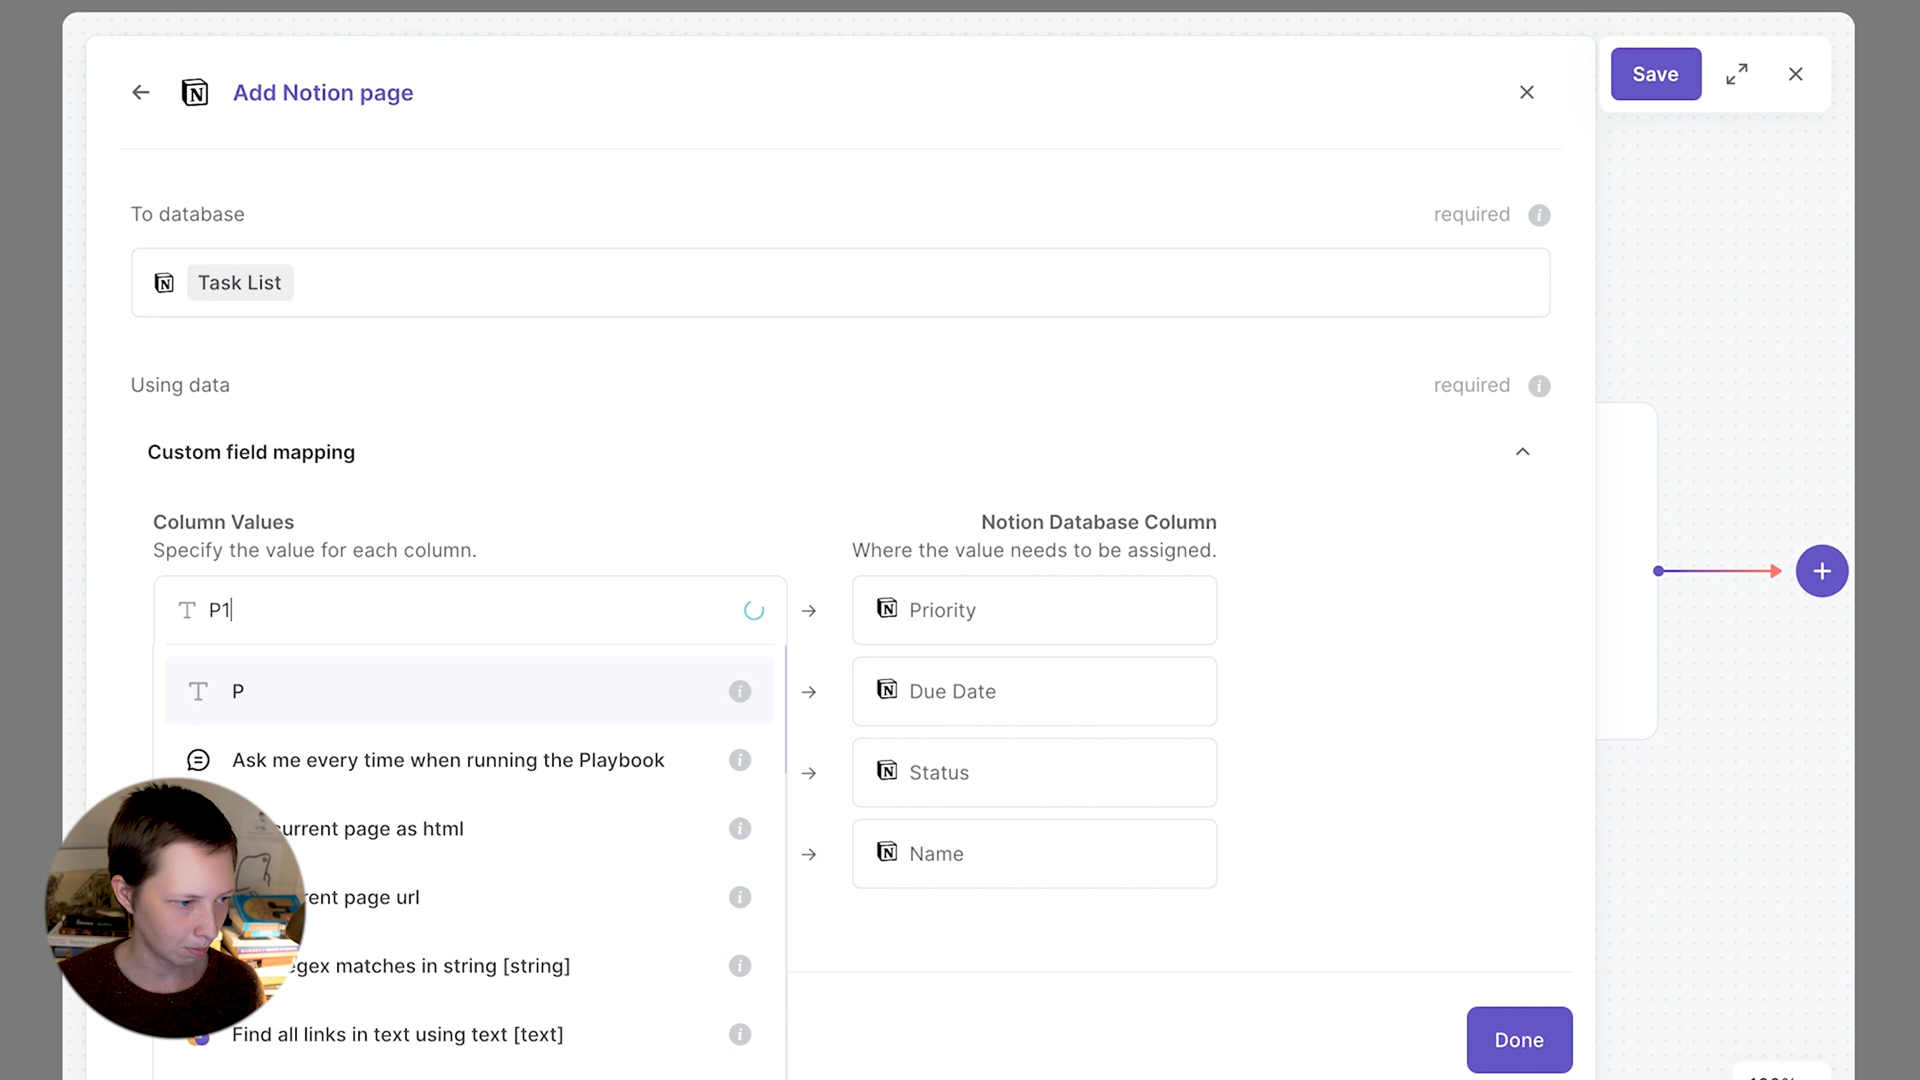 Add Notion page
Save
To database
required
Task List
Using data
required
Custom field mapping
Column Values
Notion Database Column
Specify the value for each column.
Where the value needs to be assigned.
P1
Priority
P
Due Date
Ask me every time when running the Playbook
Status
current page as html
Name
page url
matches in string [string]
Find all links in text using text [text]
Done